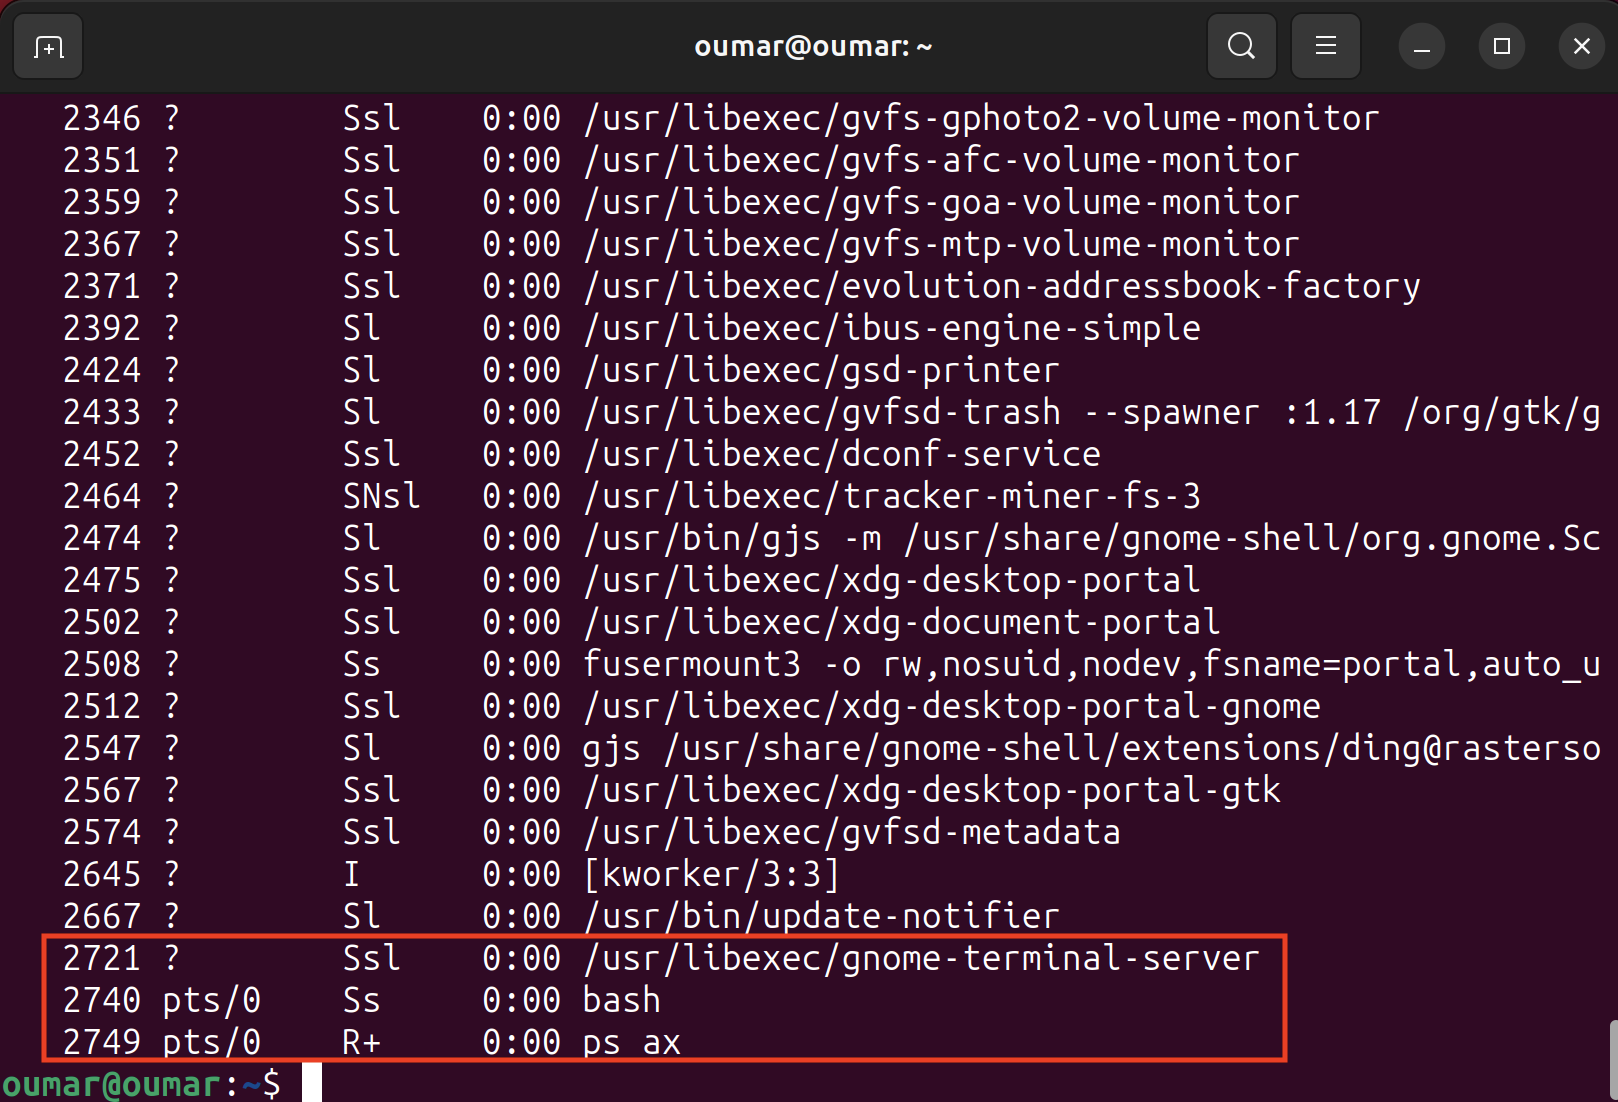 oumar@oumar: ~
2346 ? Ssl 0:00 /usr/libexec/gvfs-gphoto2-volume-monitor
2351 ? Ssl 0:00 /usr/libexec/gvfs-afc-volume-monitor
2359 ? Ssl 0:00 /usr/libexec/gvfs-goa-volume-monitor
2367 ? Ssl 0:00 /usr/libexec/gvfs-mtp-volume-monitor
2371 ? Ssl 0:00 /usr/libexec/evolution-addressbook-factory
2392 ? Sl 0:00 /usr/libexec/ibus-engine-simple
2424 ? Sl 0:00 /usr/libexec/gsd-printer
2433 ? Sl 0:00 /usr/libexec/gvfsd-trash --spawner :1.17 /org/gtk/g
2452 ? Ssl 0:00 /usr/libexec/dconf-service
2464 ? SNsl 0:00 /usr/libexec/tracker-miner-fs-3
2474 ? Sl 0:00 /usr/bin/gjs -m /usr/share/gnome-shell/org.gnome.Sc
2475 ? Ssl 0:00 /usr/libexec/xdg-desktop-portal
2502 ? Ssl 0:00 /usr/libexec/xdg-document-portal
2508 ? Ss 0:00 fusermount3 -o rw,nosuid,nodev,fsname=portal,auto_u
2512 ? Ssl 0:00 /usr/libexec/xdg-desktop-portal-gnome
2547 ? Sl 0:00 gjs /usr/share/gnome-shell/extensions/ding@rasterso
2567 ? Ssl 0:00 /usr/libexec/xdg-desktop-portal-gtk
2574 ? Ssl 0:00 /usr/libexec/gvfsd-metadata
2645 ? I 0:00 [kworker/3:3]
2667 ? Sl 0:00 /usr/bin/update-notifier
2721 ? Ssl 0:00 /usr/libexec/gnome-terminal-server
2740 pts/0 Ss 0:00 bash
2749 pts/0 R+ 0:00 ps ax
oumar@oumar:~$